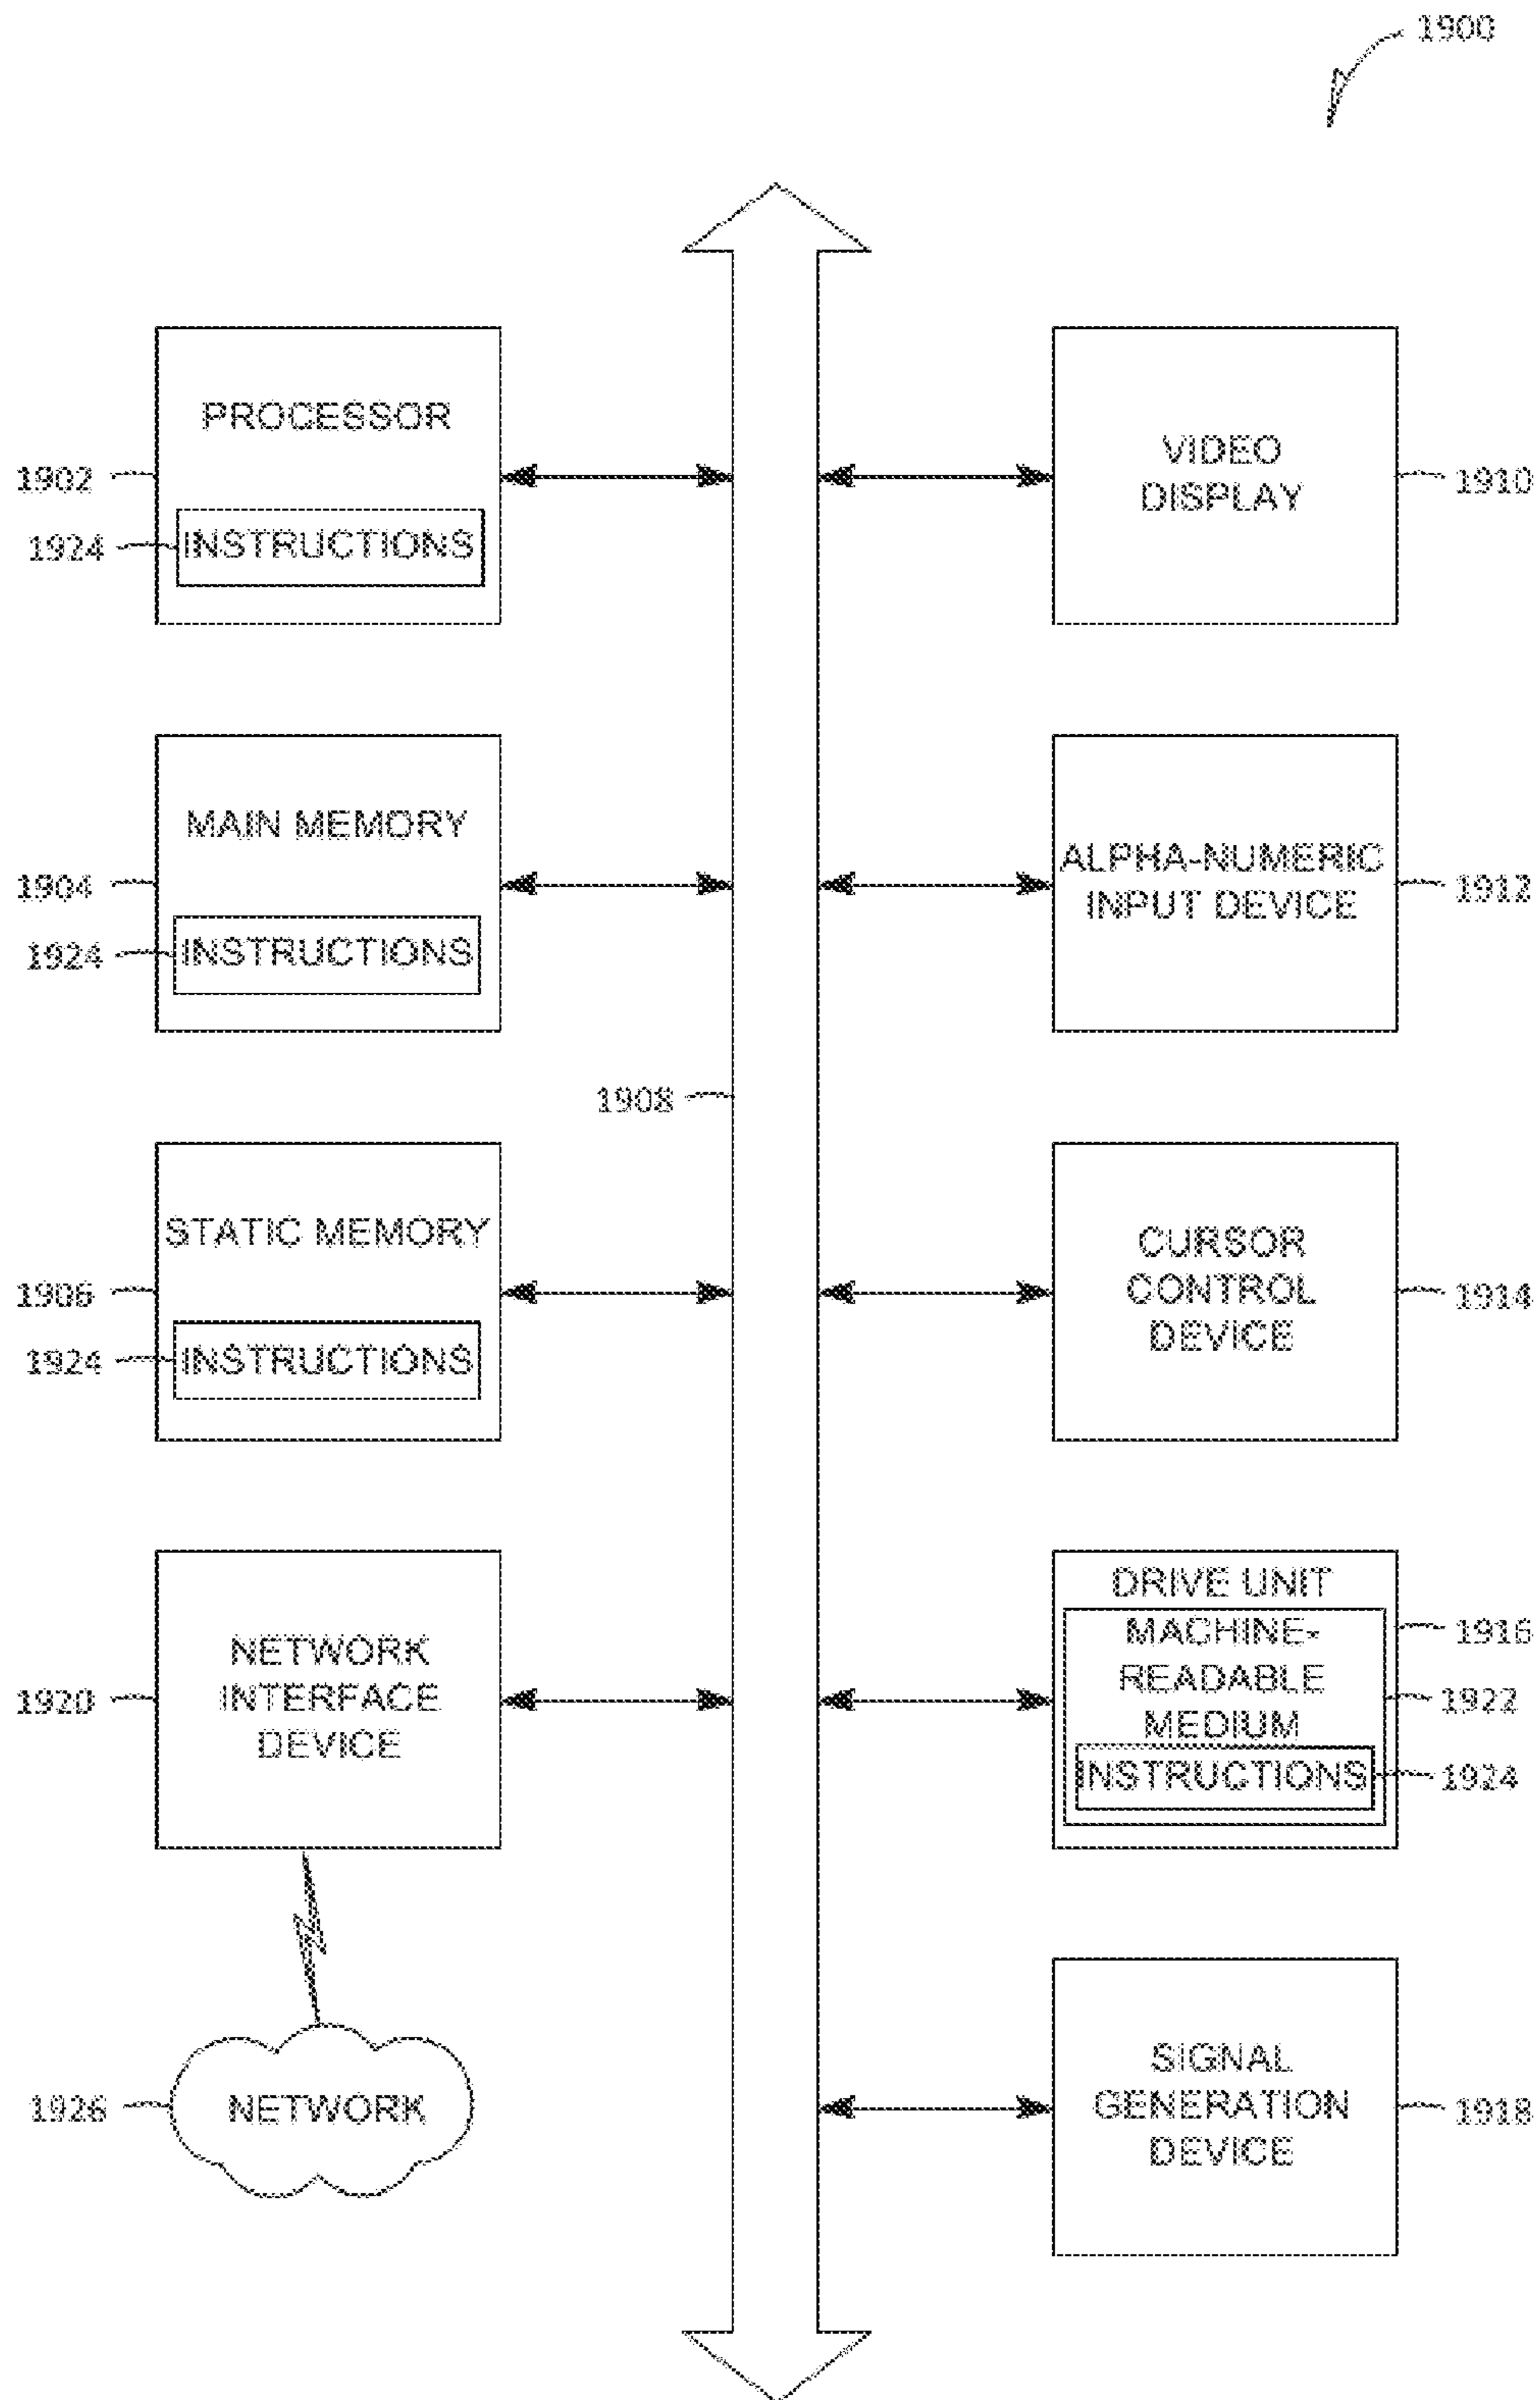 1900
PROCESSOR
1902
1924
INSTRUCTIONS
VIDEO
DISPLAY
1910
MAIN MEMORY
1904
1924
INSTRUCTIONS
ALPHA-NUMERIC
INPUT DEVICE
1912
1908
STATIC MEMORY
1906
1924
INSTRUCTIONS
CURSOR
CONTROL
DEVICE
1914
NETWORK
INTERFACE
DEVICE
1920
DRIVE UNIT
1916
MACHINE-
READABLE
MEDIUM
1922
INSTRUCTIONS
1924
1926
NETWORK
SIGNAL
GENERATION
DEVICE
1918